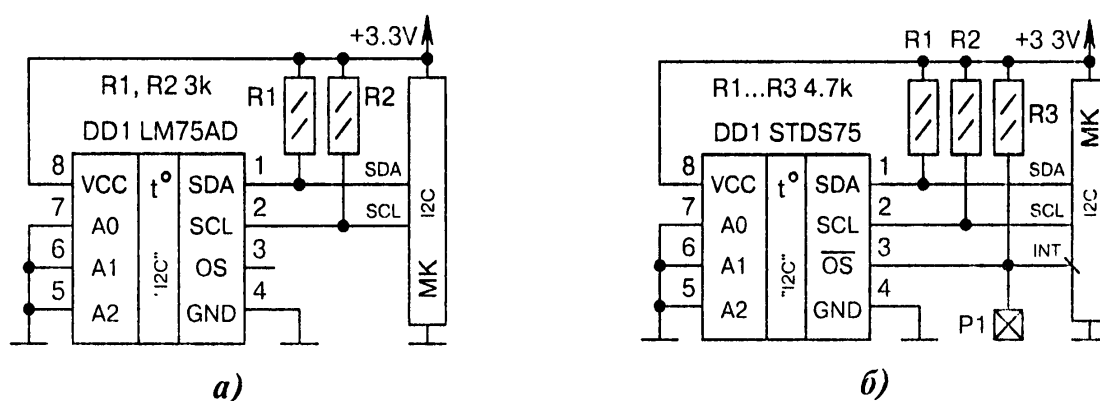 +3.3V
R1, R2 3k
R1
R2
DD1 LM75AD
8
VCC
t°
SDA
1
SDA
7
A0
SCL
2
SCL
I2C
6
A1
'I2C"
OS
3
5
A2
GND
4
МК
а)
R1 R2 +3 3V
R1...R3 4.7k
R3
МК
DD1 STDS75
8
VCC
t°
SDA
1
SDA
7
A0
SCL
2
SCL
I2C
6
A1
"I2C"
OS
3
INT
5
A2
GND
4
P1
б)